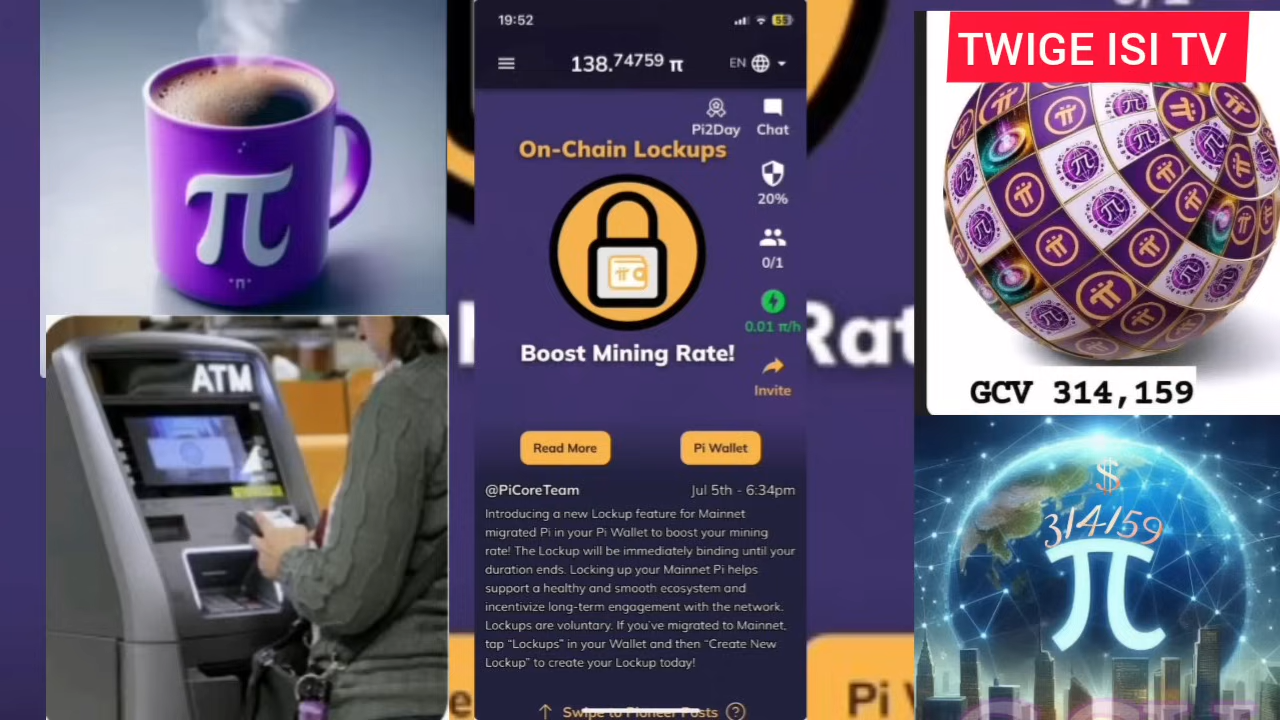 TWIGE ISI TV
19:52
55
138.74759 π
EN
Pi2Day
Chat
On-Chain Lockups
20%
0/1
0.01 π/h
Boost Mining Rate!
Invite
Read More
Pi Wallet
@PiCoreTeam
Jul 5th - 6:34pm
Introducing a new Lockup feature for Mainnet
migrated Pi in your Pi Wallet to boost your mining
rate! The Lockup will be immediately binding until your
duration ends. Locking up your Mainnet Pi helps
support a healthy and smooth ecosystem and
incentivize long-term engagement with the network.
Lockups are voluntary. If you've migrated to Mainnet,
tap “Lockups” in your Wallet and then “Create New
Lockup” to create your Lockup today!
Swipe to Pioneer Posts
π
ATM
GCV 314,159
$
314159
π